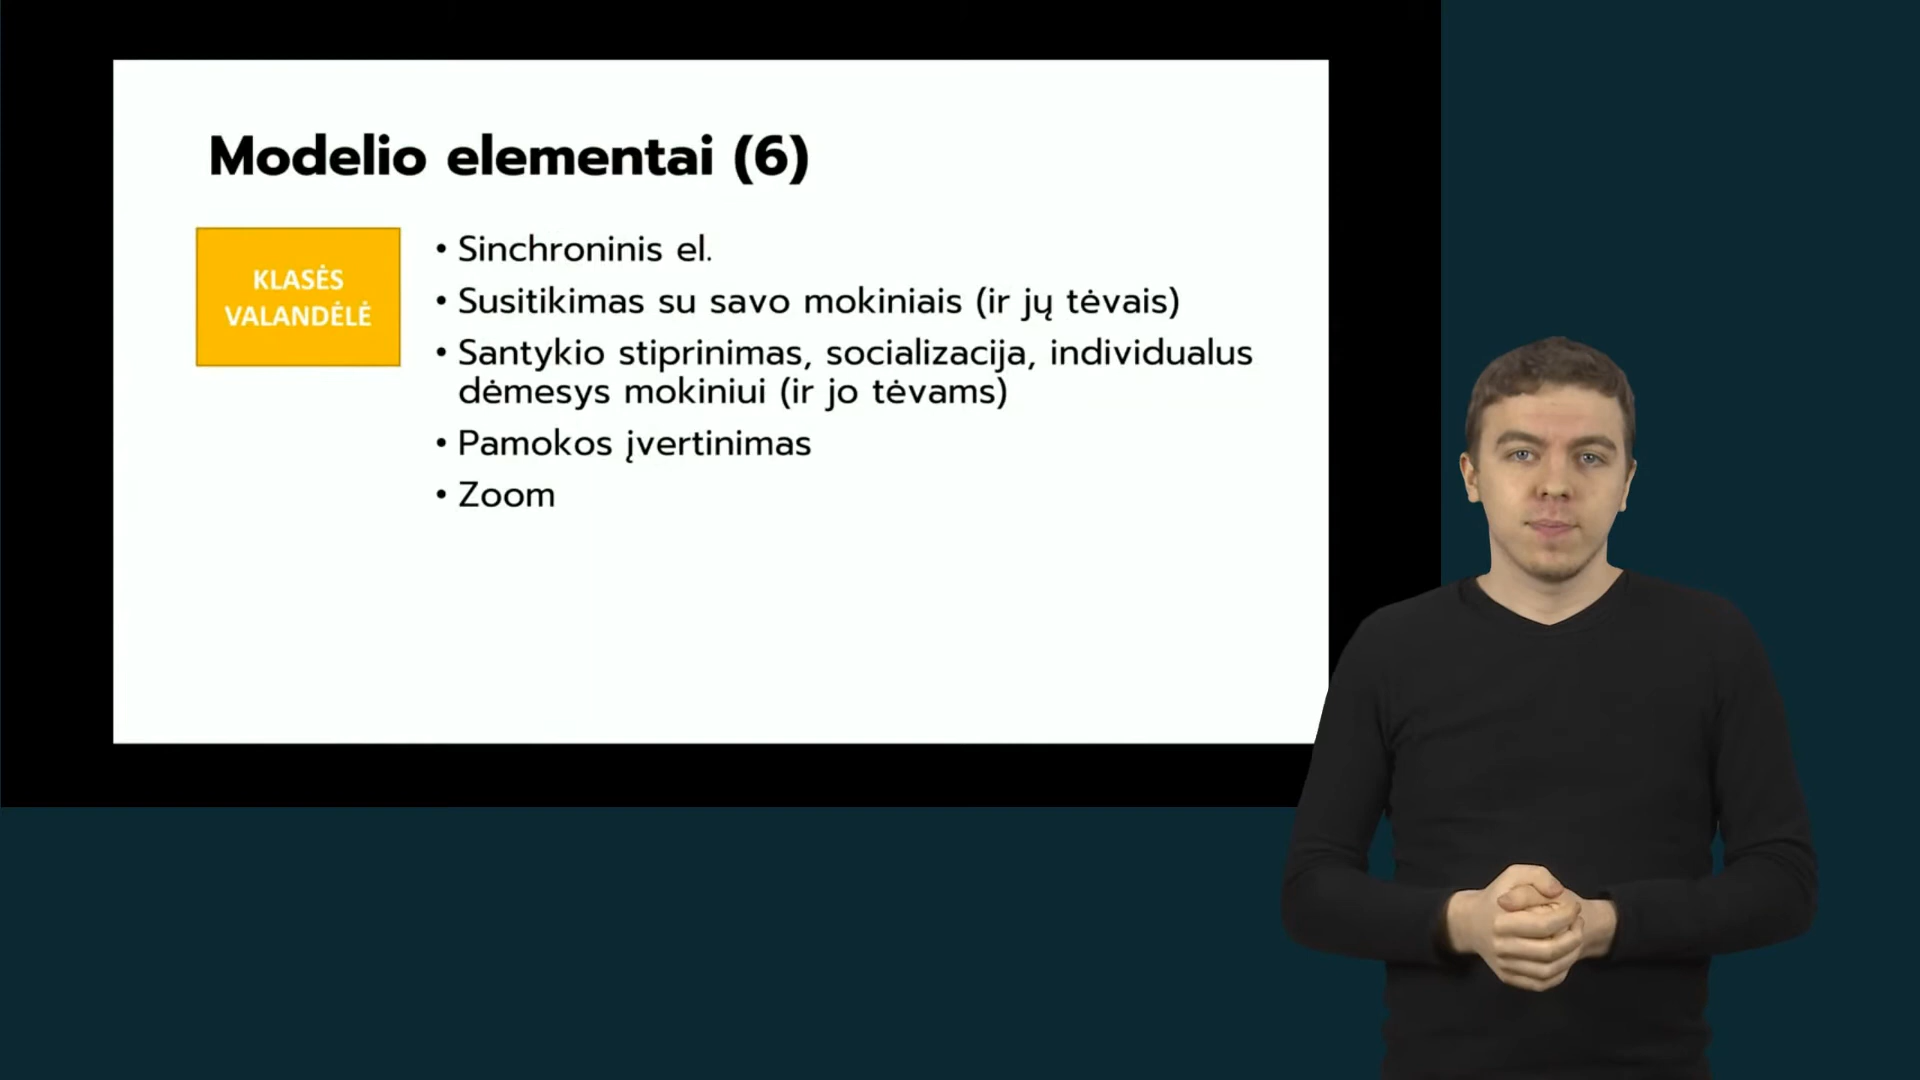 Modelio elementai (6)
KLASĖS
VALANDĖLĖ
• Sinchroninis el.
• Susitikimas su savo mokiniais (ir jų tėvais)
• Santykio stiprinimas, socializacija, individualus
dėmesys mokiniui (ir jo tėvams)
• Pamokos įvertinimas
• Zoom